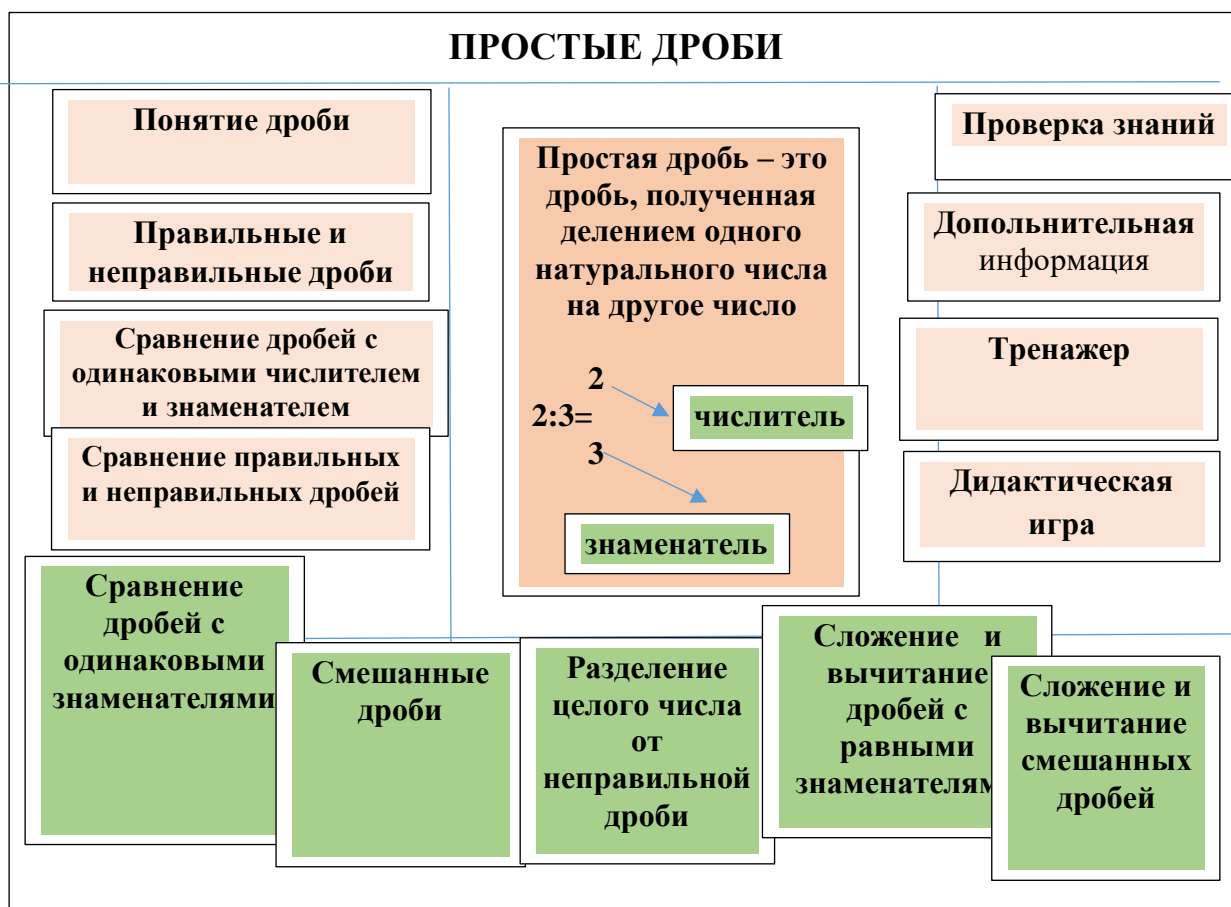 ПРОСТЫЕ ДРОБИ
Понятие дроби
Правильные и
неправильные дроби
Сравнение дробей с
одинаковыми числителем
и знаменателем
Сравнение правильных
и неправильных дробей
Простая дробь – это
дробь, полученная
делением одного
натурального числа
на другое число
2
2:3=
3
числитель
знаменатель
Проверка знаний
Допольнительная
информация
Тренажер
Дидактическая
игра
Сравнение
дробей с
одинаковыми
знаменателями
Смешанные
дроби
Разделение
целого числа
от
неправильной
дроби
Сложение и
вычитание
дробей с
равными
знаменателям
Сложение и
вычитание
смешанных
дробей